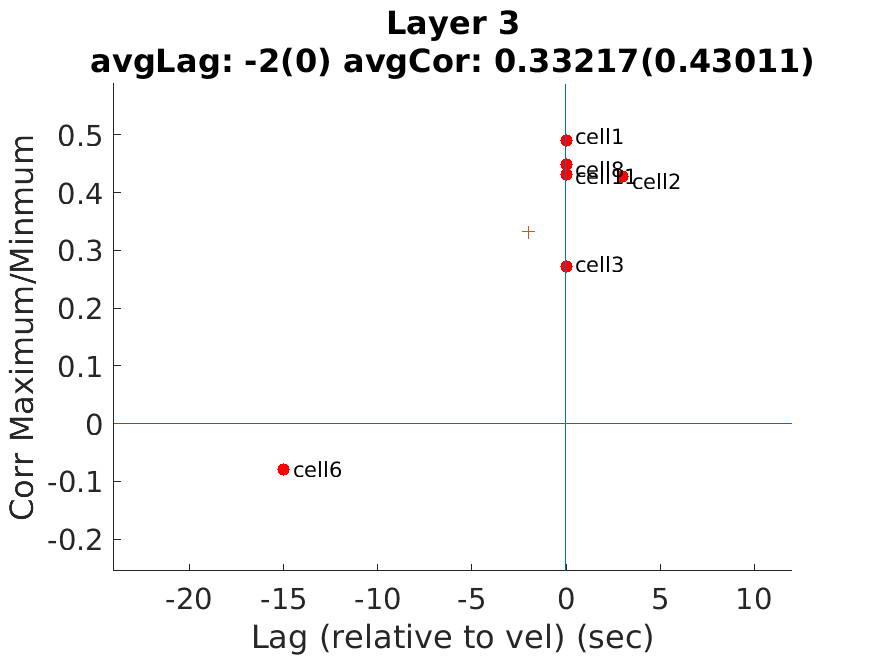 Layer 3
avgLag: -2(0) avgCor: 0.33217(0.43011)
Corr Maximum/Minmum
0.5
0.4
0.3
0.2
0.1
0
-0.1
-0.2
cell1
cell8
cell11
cell2
cell3
cell6
-20
-15
-10
-5
0
5
10
Lag (relative to vel) (sec)